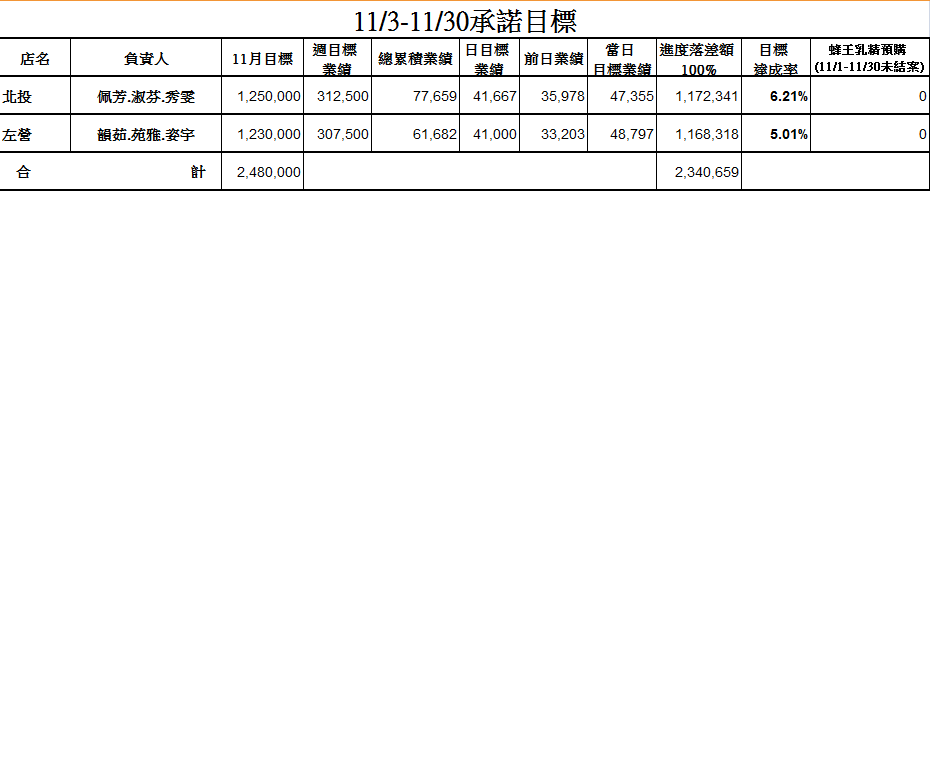 11/3-11/30承諾目標
店名 負責人 11月目標 週目標業績 總累積業績 日目標業績 前日業績 當日目標業績 進度落差額100% 目標達成率 蜂王乳精預購(11/1-11/30未結案)
北投 佩芳.淑芬.秀雯 1,250,000 312,500 77,659 41,667 35,978 47,355 1,172,341 6.21% 0
左營 韻茹.苑雅.姿宇 1,230,000 307,500 61,682 41,000 33,203 48,797 1,168,318 5.01% 0
合計 2,480,000 2,340,659